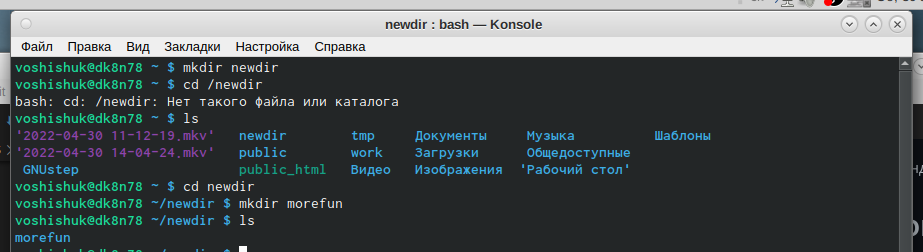 newdir : bash — Konsole
Файл Правка Вид Закладки Настройка Справка
voshishuk@dk8n78 ~ $ mkdir newdir
voshishuk@dk8n78 ~ $ cd /newdir
bash: cd: /newdir: Нет такого файла или каталога
voshishuk@dk8n78 ~ $ ls
'2022-04-30 11-12-19.mkv' newdir tmp Документы Музыка Шаблоны
'2022-04-30 14-04-24.mkv' public work Загрузки Общедоступные
GNUstep public_html Видео Изображения 'Рабочий стол'
voshishuk@dk8n78 ~ $ cd newdir
voshishuk@dk8n78 ~/newdir $ mkdir morefun
voshishuk@dk8n78 ~/newdir $ ls
morefun
voshishuk@dk8n78 ~/newdir $